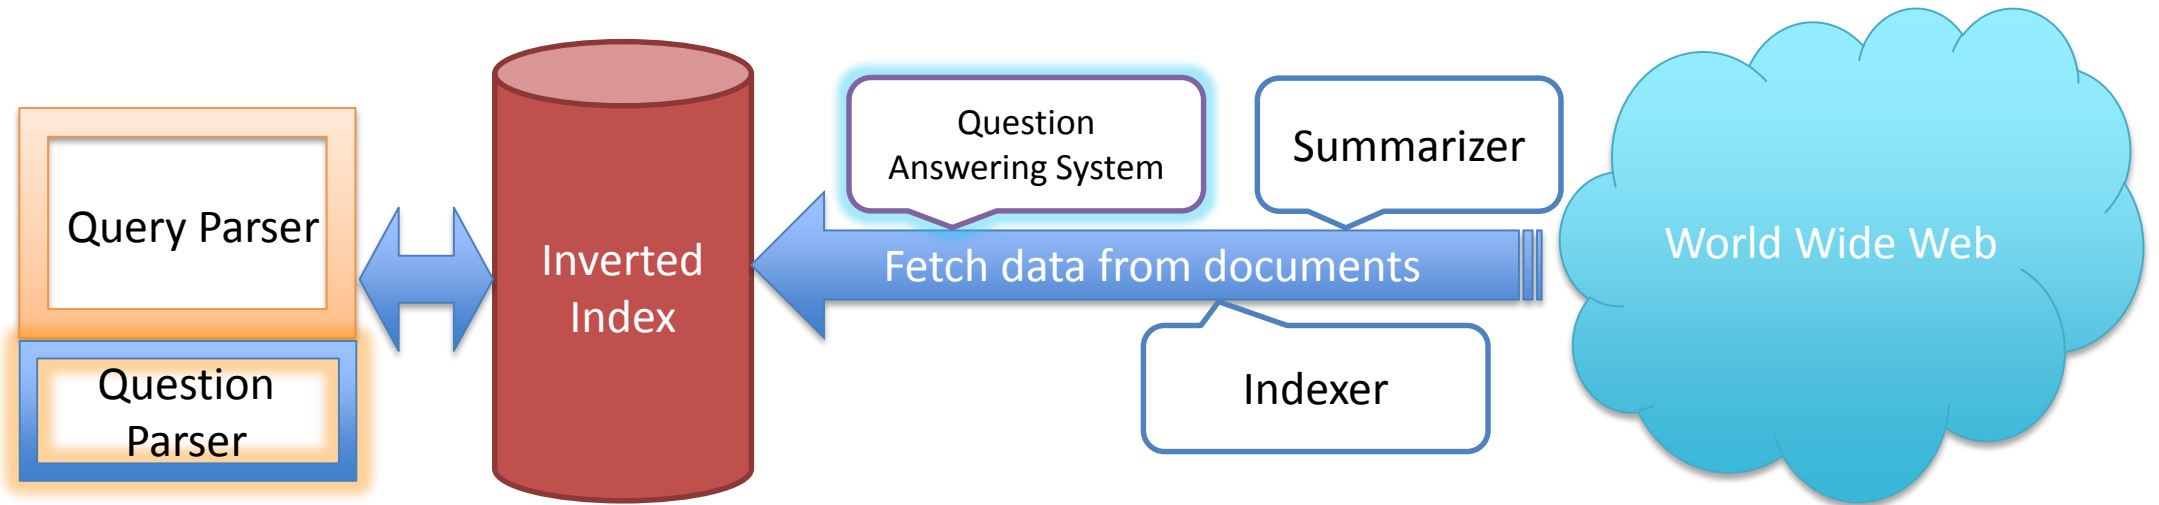 Query Parser
Question
Parser
Inverted
Index
Question
Answering System
Summarizer
Fetch data from documents
Indexer
World Wide Web